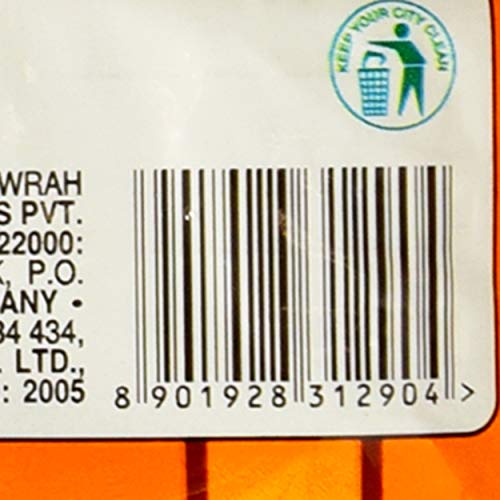 KEEP YOUR CITY CLEAN
WRAH
S PVT.
22000:
K, P.O.
ANY •
34 434,
. LTD.,
: 2005
8 901928 312904 >